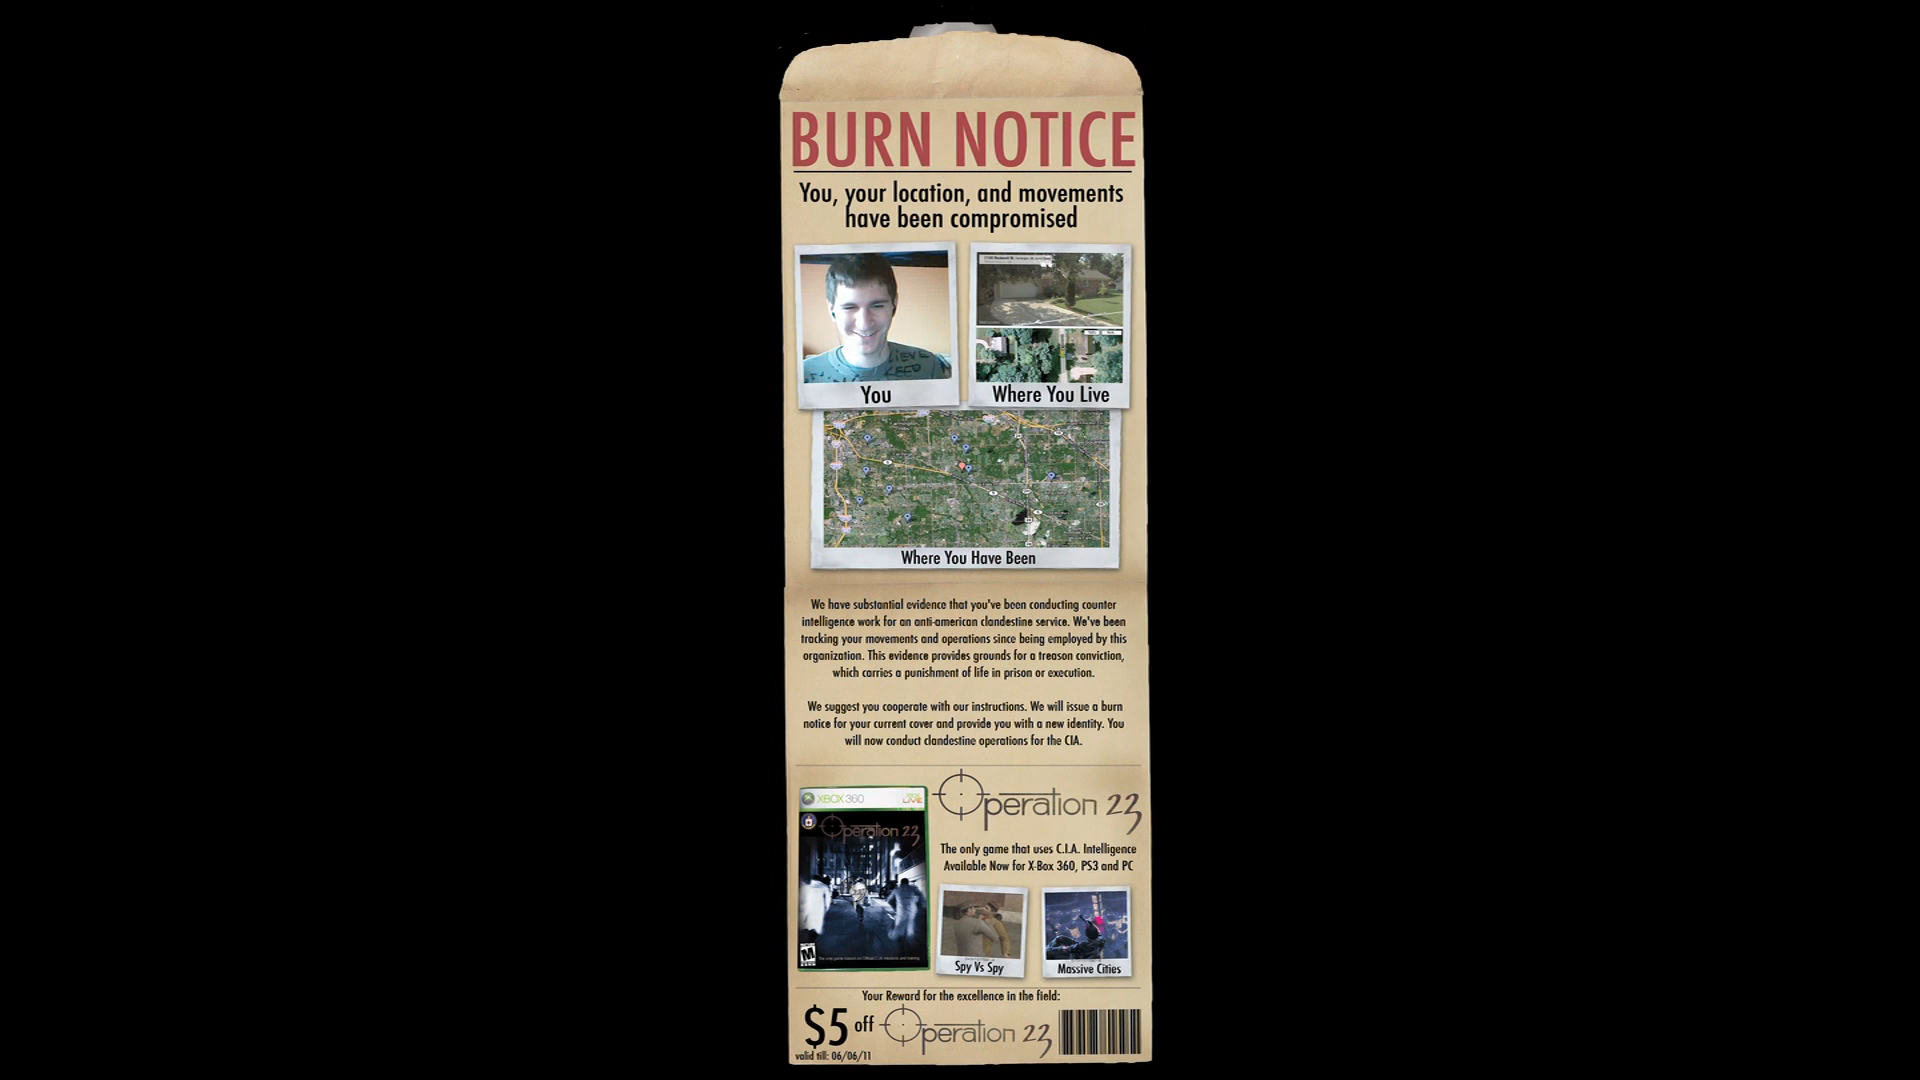 BURN NOTICE
You, your location, and movements
have been compromised
You
Where You Live
Where You Have Been
We have substantial evidence that you've been conducting counter
intelligence work for an anti-american clandestine service. We've been
tracking your movements and operations since being employed by this
organization. This evidence provides grounds for a treason conviction,
which carries a punishment of life in prison or execution.
We suggest you cooperate with our instructions. We will issue a burn
notice for your current cover and provide you with a new identity. You
will now conduct clandestine operations for the CIA.
XBOX 360
XBOX
LIVE
Operation 23
M
Operation 23
The only game that uses C.I.A. Intelligence
Available Now for X-Box 360, PS3 and PC
Spy Vs Spy
Massive Cities
Your Reward for the excellence in the field:
$5 off Operation 23
valid till: 06/06/11